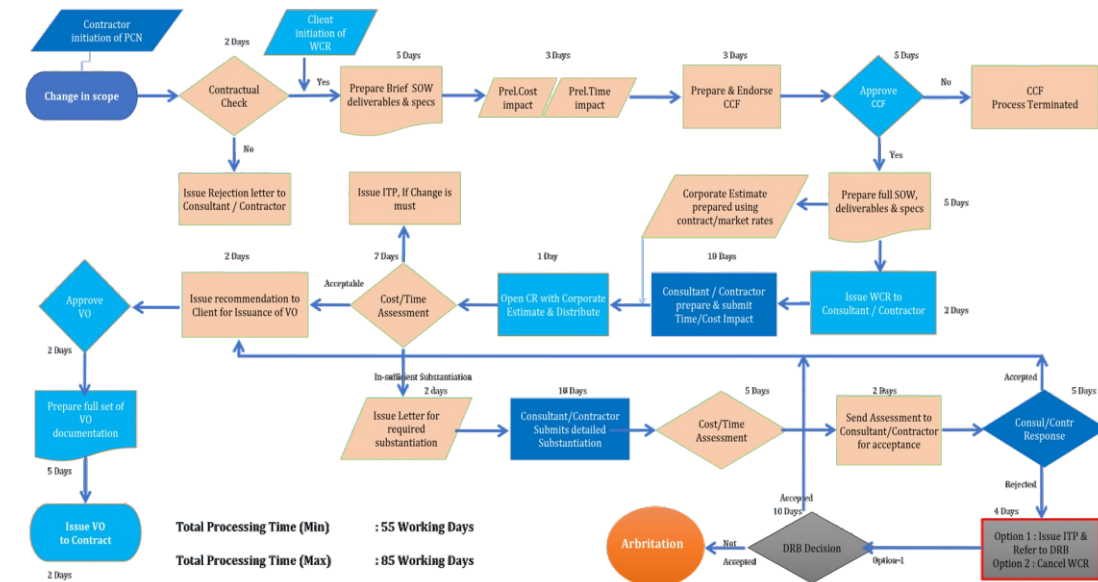 Contractor
initiation of PCN
Client
initiation of
WCR
2 Days
5 Days
3 Days
3 Days
5 Days
Change in scope
Contractual
Check
Yes
Prepare Brief SOW
deliverables & specs
Prel.Cost
impact
Prel.Time
impact
Prepare & Endorse
CCF
Approve
CCF
No
CCF
Process Terminated
No
Yes
Issue Rejection letter to
Consultant / Contractor
Issue ITP, If Change is
must
Corporate Estimate
prepared using
contract/market rates
Prepare full SOW,
deliverables & specs
5 Days
2 Days
7 Days
1 Day
10 Days
Approve
VO
Issue recommendation to
Client for Issuance of VO
Acceptable
Cost/Time
Assessment
Open CR with Corporate
Estimate & Distribute
Consultant / Contractor
prepare & submit
Time/Cost Impact
Issue WCR to
Consultant / Contractor
2 Days
2 Days
In-sufficient Substantiation
2 days
10 Days
5 Days
2 Days
Accepted
5 Days
Prepare full set of
VO
documentation
Issue Letter for
required
substantiation
Consultant/Contractor
Submits detailed
Substantiation
Cost/Time
Assessment
Send Assessment to
Consultant/Contractor
for acceptance
Consul/Contr
Response
5 Days
Rejected
Accepted
10 Days
4 Days
Issue VO
to Contract
2 Days
Total Processing Time (Min) : 55 Working Days
Total Processing Time (Max) : 85 Working Days
Arbritation
Not
Accepted
DRB Decision
Option-1
Option 1 : Issue ITP &
Refer to DRB
Option 2 : Cancel WCR